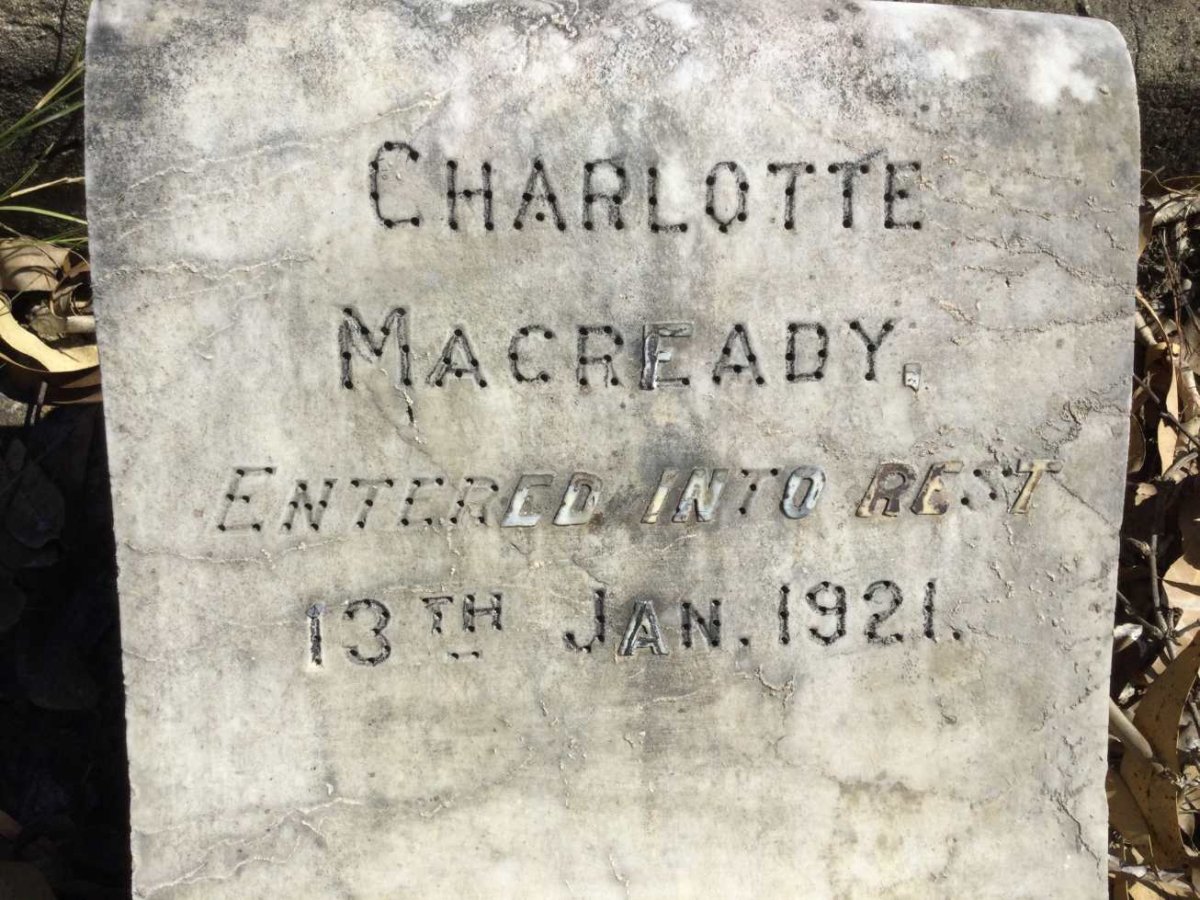 CHARLOTTE
MACREADY.
ENTERED INTO REST
13TH JAN. 1921.